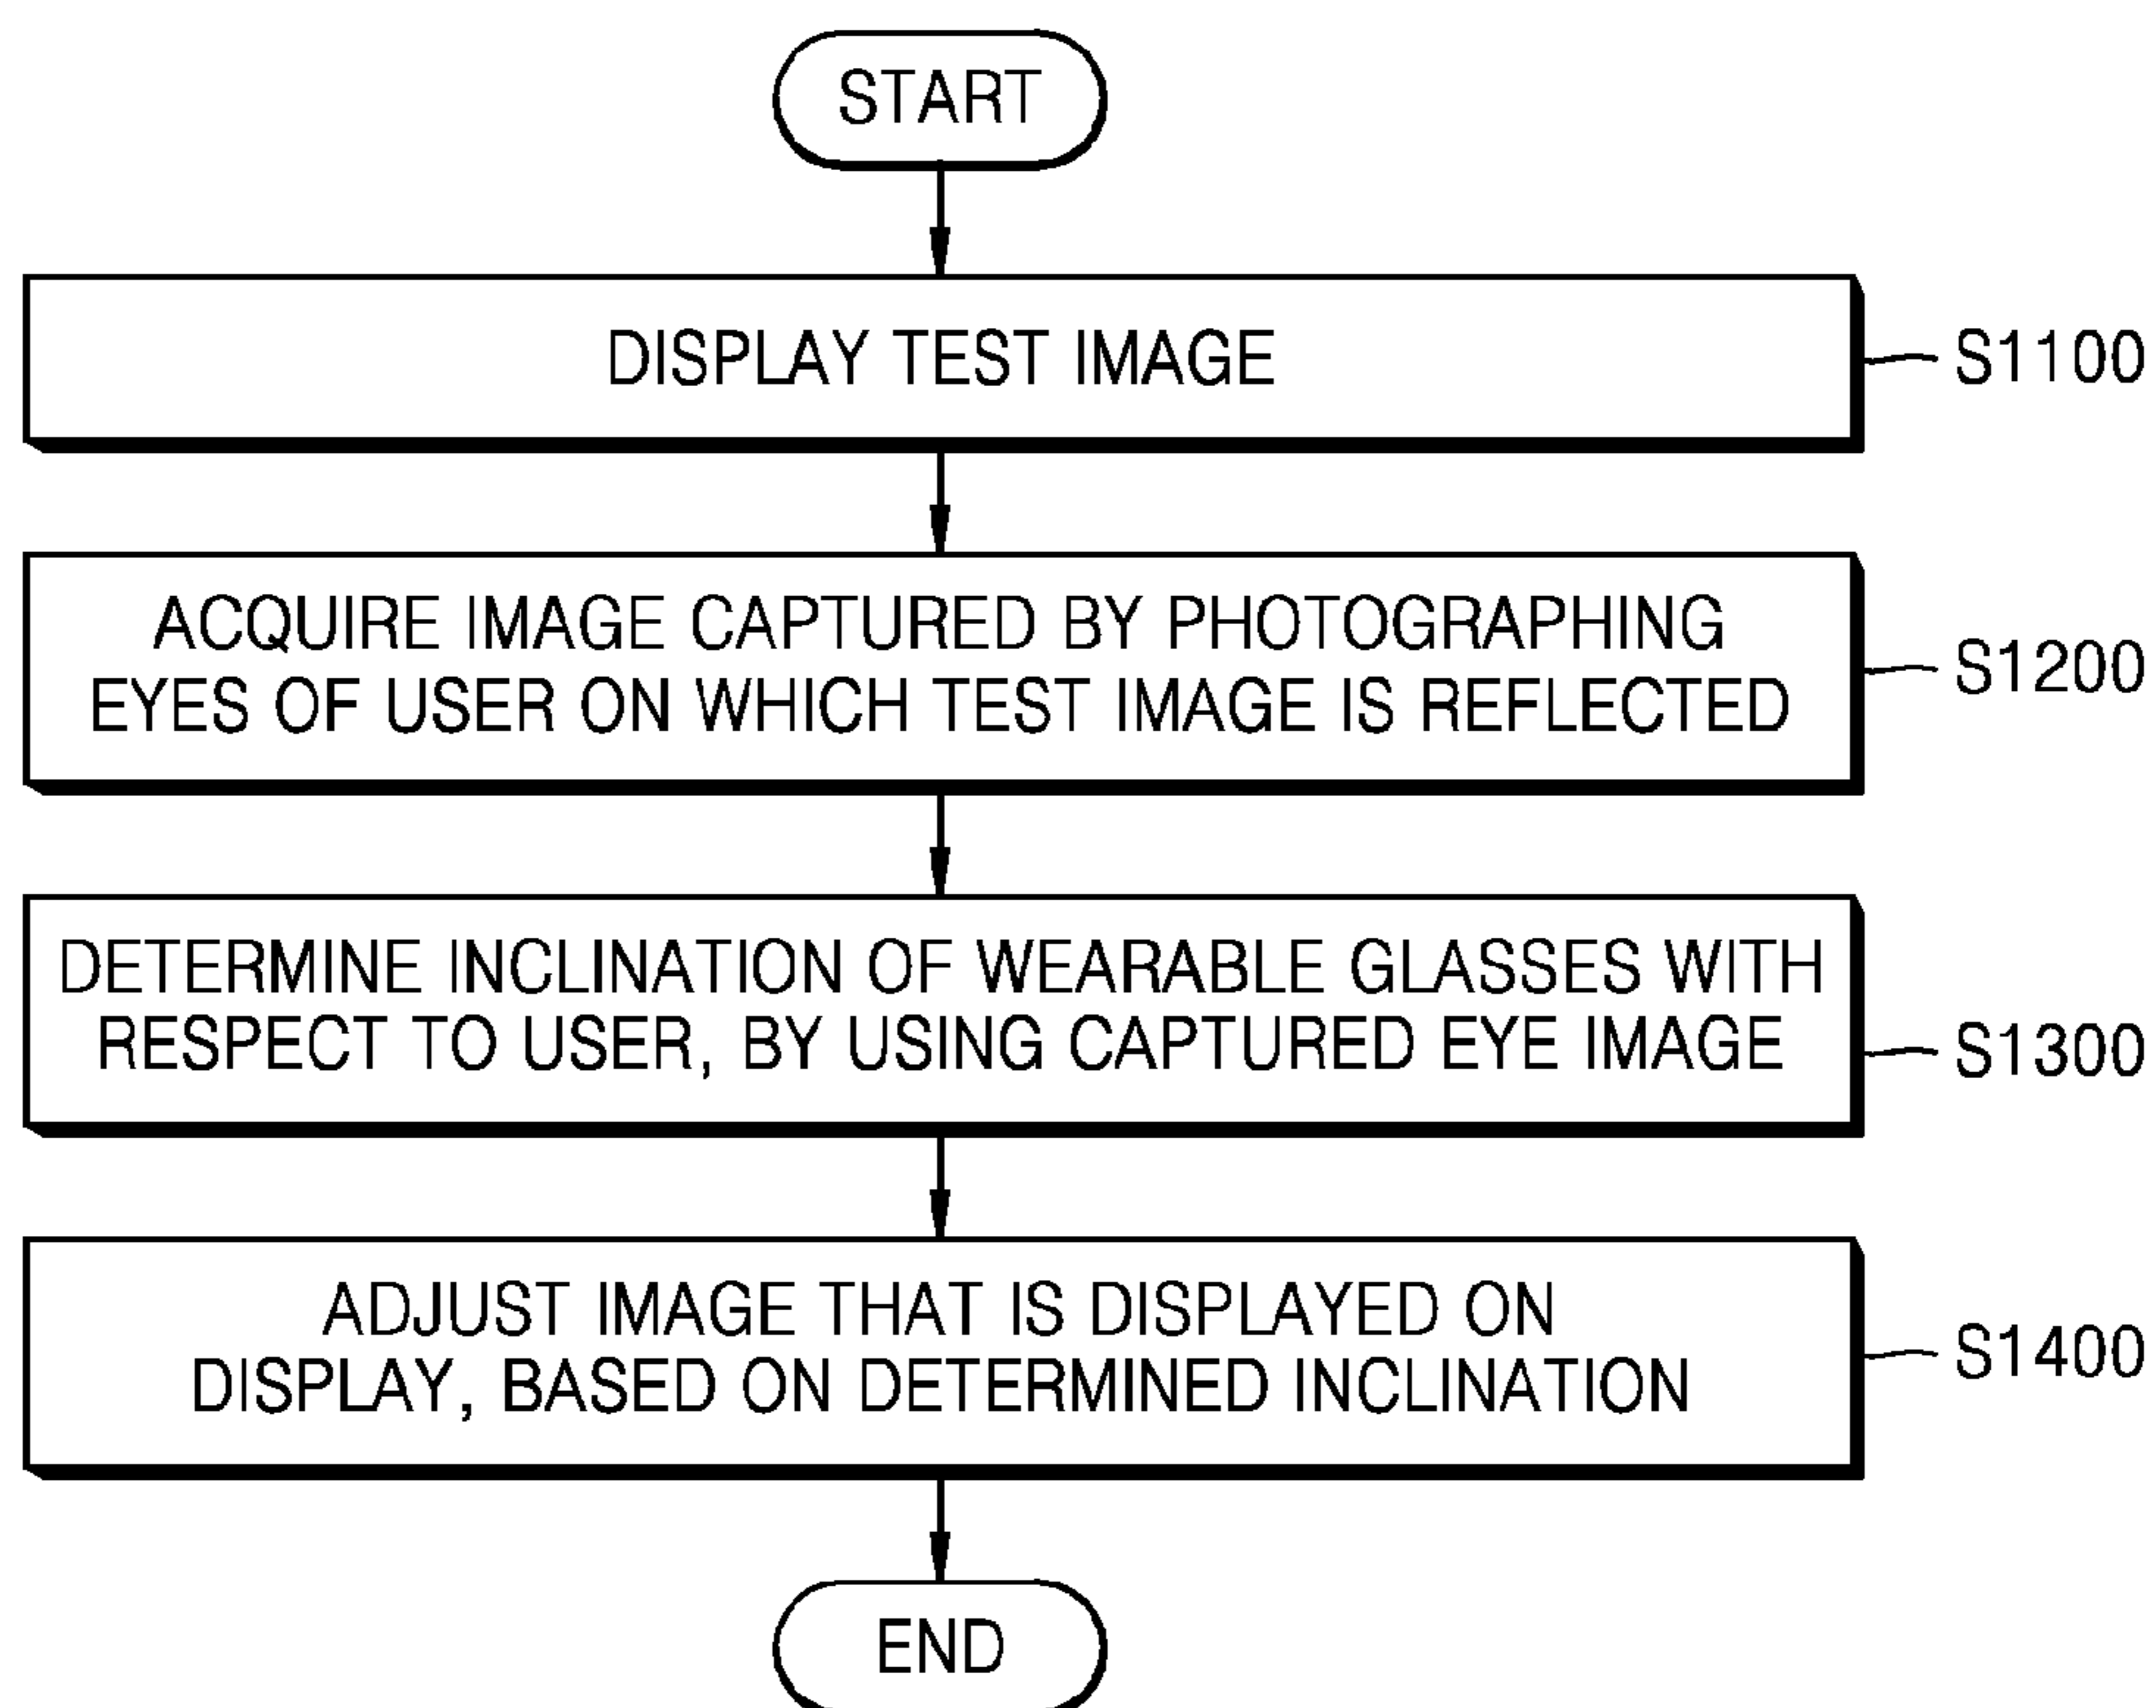 START
DISPLAY TEST IMAGE
S1100
ACQUIRE IMAGE CAPTURED BY PHOTOGRAPHING
EYES OF USER ON WHICH TEST IMAGE IS REFLECTED
S1200
DETERMINE INCLINATION OF WEARABLE GLASSES WITH
RESPECT TO USER, BY USING CAPTURED EYE IMAGE
S1300
ADJUST IMAGE THAT IS DISPLAYED ON
DISPLAY, BASED ON DETERMINED INCLINATION
S1400
END